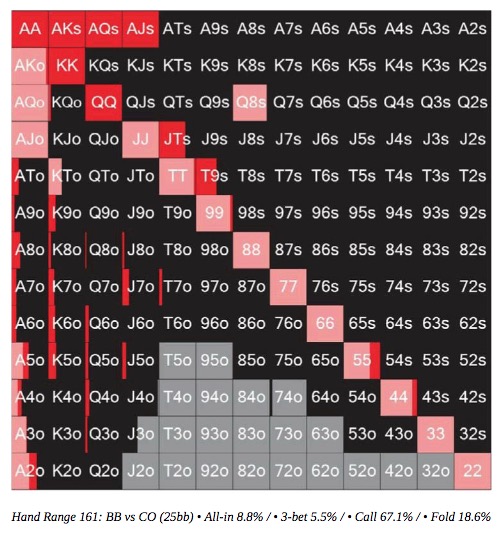 AA AKs AQs AJs ATs A9s A8s A7s A6s A5s A4s A3s A2s
AKo KK KQs KJs KTs K9s K8s K7s K6s K5s K4s K3s K2s
AQo KQo QQ QJs QTs Q9s Q8s Q7s Q6s Q5s Q4s Q3s Q2s
AJo KJo QJo JJ JTs J9s J8s J7s J6s J5s J4s J3s J2s
ATo KTo QTo JTo TT T9s T8s T7s T6s T5s T4s T3s T2s
A9o K9o Q9o J9o T9o 99 98s 97s 96s 95s 94s 93s 92s
A8o K8o Q8o J8o T8o 98o 88 87s 86s 85s 84s 83s 82s
A7o K7o Q7o J7o T7o 97o 87o 77 76s 75s 74s 73s 72s
A6o K6o Q6o J6o T6o 96o 86o 76o 66 65s 64s 63s 62s
A5o K5o Q5o J5o T5o 95o 85o 75o 65o 55 54s 53s 52s
A4o K4o Q4o J4o T4o 94o 84o 74o 64o 54o 44 43s 42s
A3o K3o Q3o J3o T3o 93o 83o 73o 63o 53o 43o 33 32s
A2o K2o Q2o J2o T2o 92o 82o 72o 62o 52o 42o 32o 22
Hand Range 161: BB vs CO (25bb) • All-in 8.8% / • 3-bet 5.5% / • Call 67.1% / • Fold 18.6%